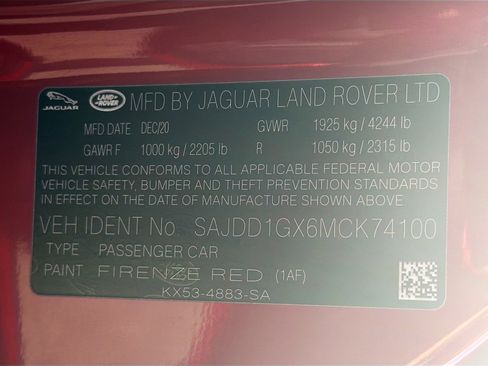 JAGUAR LAND ROVER MFD BY JAGUAR LAND ROVER LTD
MFD DATE DEC/20 GVWR 1925 kg / 4244 lb
GAWR F 1000 kg / 2205 lb R 1050 kg / 2315 lb
THIS VEHICLE CONFORMS TO ALL APPLICABLE FEDERAL MOTOR
VEHICLE SAFETY, BUMPER AND THEFT PREVENTION STANDARDS
IN EFFECT ON THE DATE OF MANUFACTURE SHOWN ABOVE
VEH IDENT No. SAJDD1GX6MCK74100
TYPE PASSENGER CAR
PAINT FIRENZE RED (1AF)
KX53-4883-SA